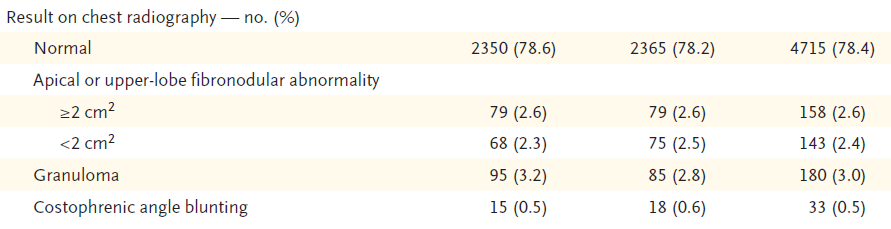 Result on chest radiography — no. (%)
Normal 2350 (78.6) 2365 (78.2) 4715 (78.4)
Apical or upper-lobe fibronodular abnormality
≥2 cm² 79 (2.6) 79 (2.6) 158 (2.6)
<2 cm² 68 (2.3) 75 (2.5) 143 (2.4)
Granuloma 95 (3.2) 85 (2.8) 180 (3.0)
Costophrenic angle blunting 15 (0.5) 18 (0.6) 33 (0.5)